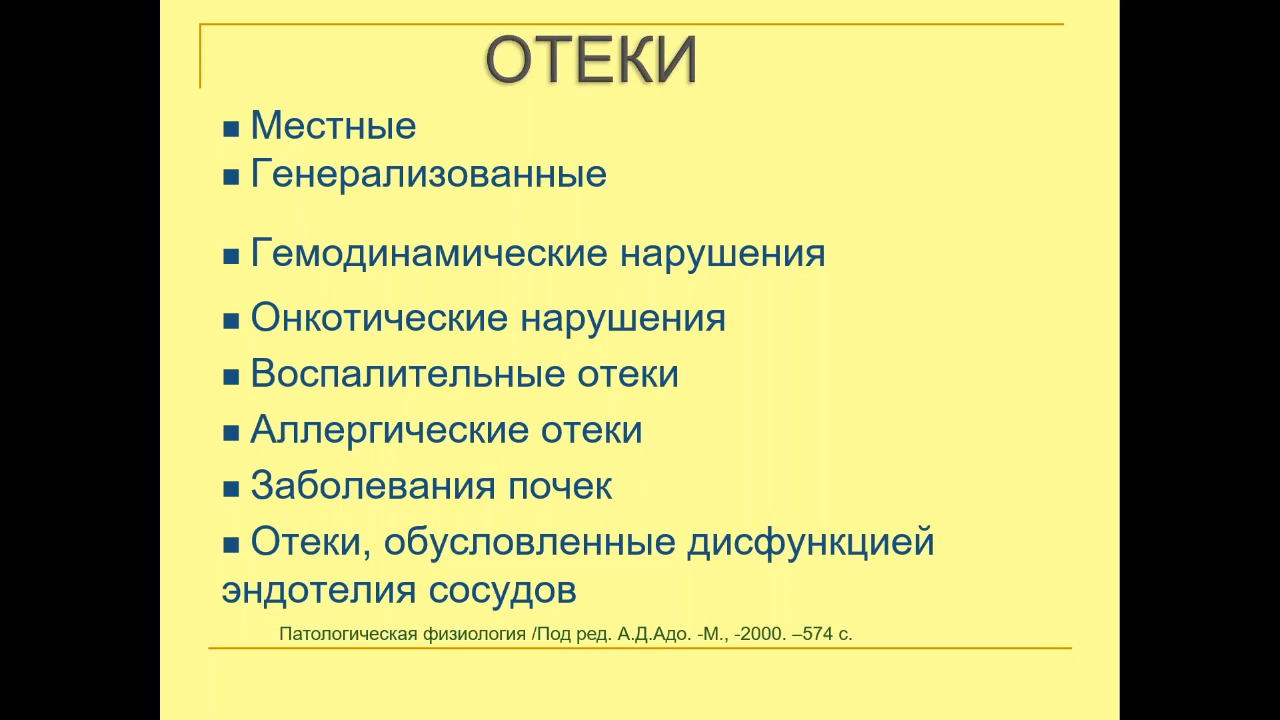 ОТЕКИ
Местные
Генерализованные
Гемодинамические нарушения
Онкотические нарушения
Воспалительные отеки
Аллергические отеки
Заболевания почек
Отеки, обусловленные дисфункцией
эндотелия сосудов
Патологическая физиология /Под ред. А.Д.Адо. -М., -2000. –574 с.